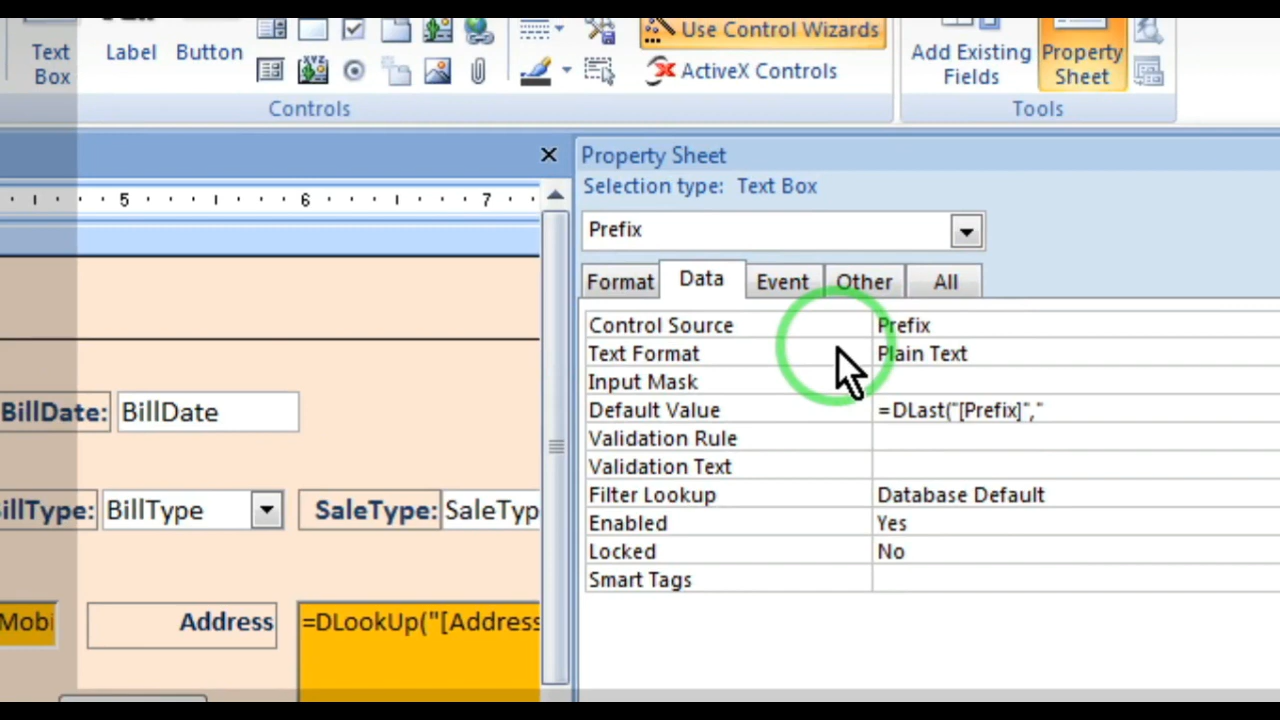 Text Box
Label
Button
Use Control Wizards
ActiveX Controls
Controls
Add Existing Fields
Property Sheet
Tools
5 6 7
BillDate: BillDate
BillType SaleType: SaleTyp
Mobi Address =DLookUp("[Address
Property Sheet
Selection type: Text Box
Prefix
Format Data Event Other All
Control Source Prefix
Text Format Plain Text
Input Mask
Default Value =DLast("[Prefix]","
Validation Rule
Validation Text
Filter Lookup Database Default
Enabled Yes
Locked No
Smart Tags